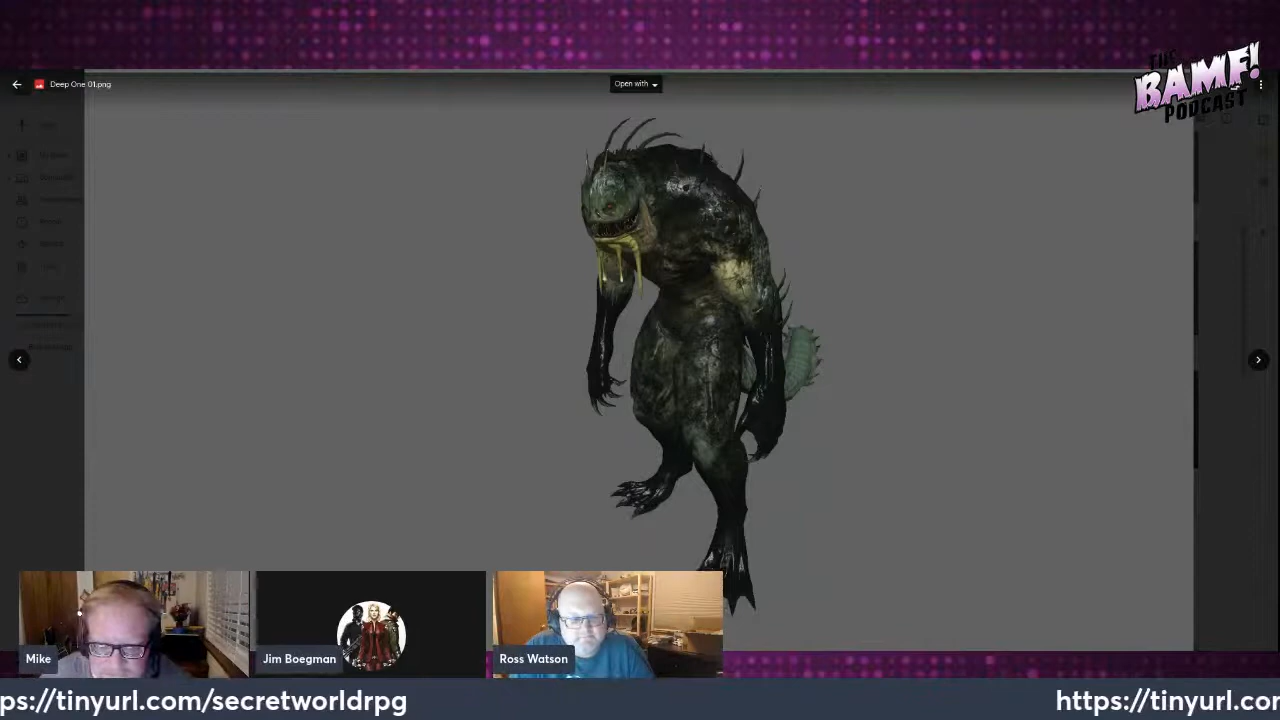 Deep One 01.png
Open with
THE
BAMF!
PODCAST
Mike
Jim Boegman
Ross Watson
ps://tinyurl.com/secretworldrpg
https://tinyurl.cor